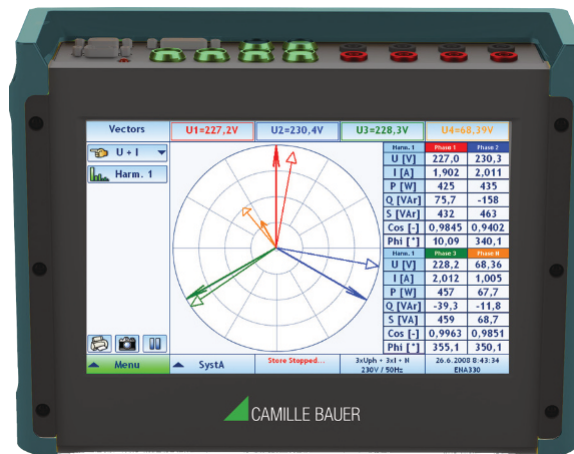 Vectors
U1=227,2V
U2=230,4V
U3=228,3V
U4=68,39V
U + I
Harm. 1
Harm. 1 Phase 1 Phase 2
U [V] 227,0 230,3
I [A] 1,902 2,011
P [W] 425 435
Q [VAr] 75,7 -158
S [VAr] 432 463
Cos [-] 0,9845 0,9402
Phi [°] 10,09 340,1
Harm. 1 Phase 3 Phase N
U [V] 228,2 68,36
I [A] 2,012 1,005
P [W] 457 67,7
Q [VAr] -39,3 -11,8
S [VA] 459 68,7
Cos [-] 0,9963 0,9851
Phi [°] 355,1 350,1
Menu
SystA
Store Stopped...
3xUph + 3xI + N
230V / 50Hz
26.6.2008 8:43:34
ENA330
CAMILLE BAUER